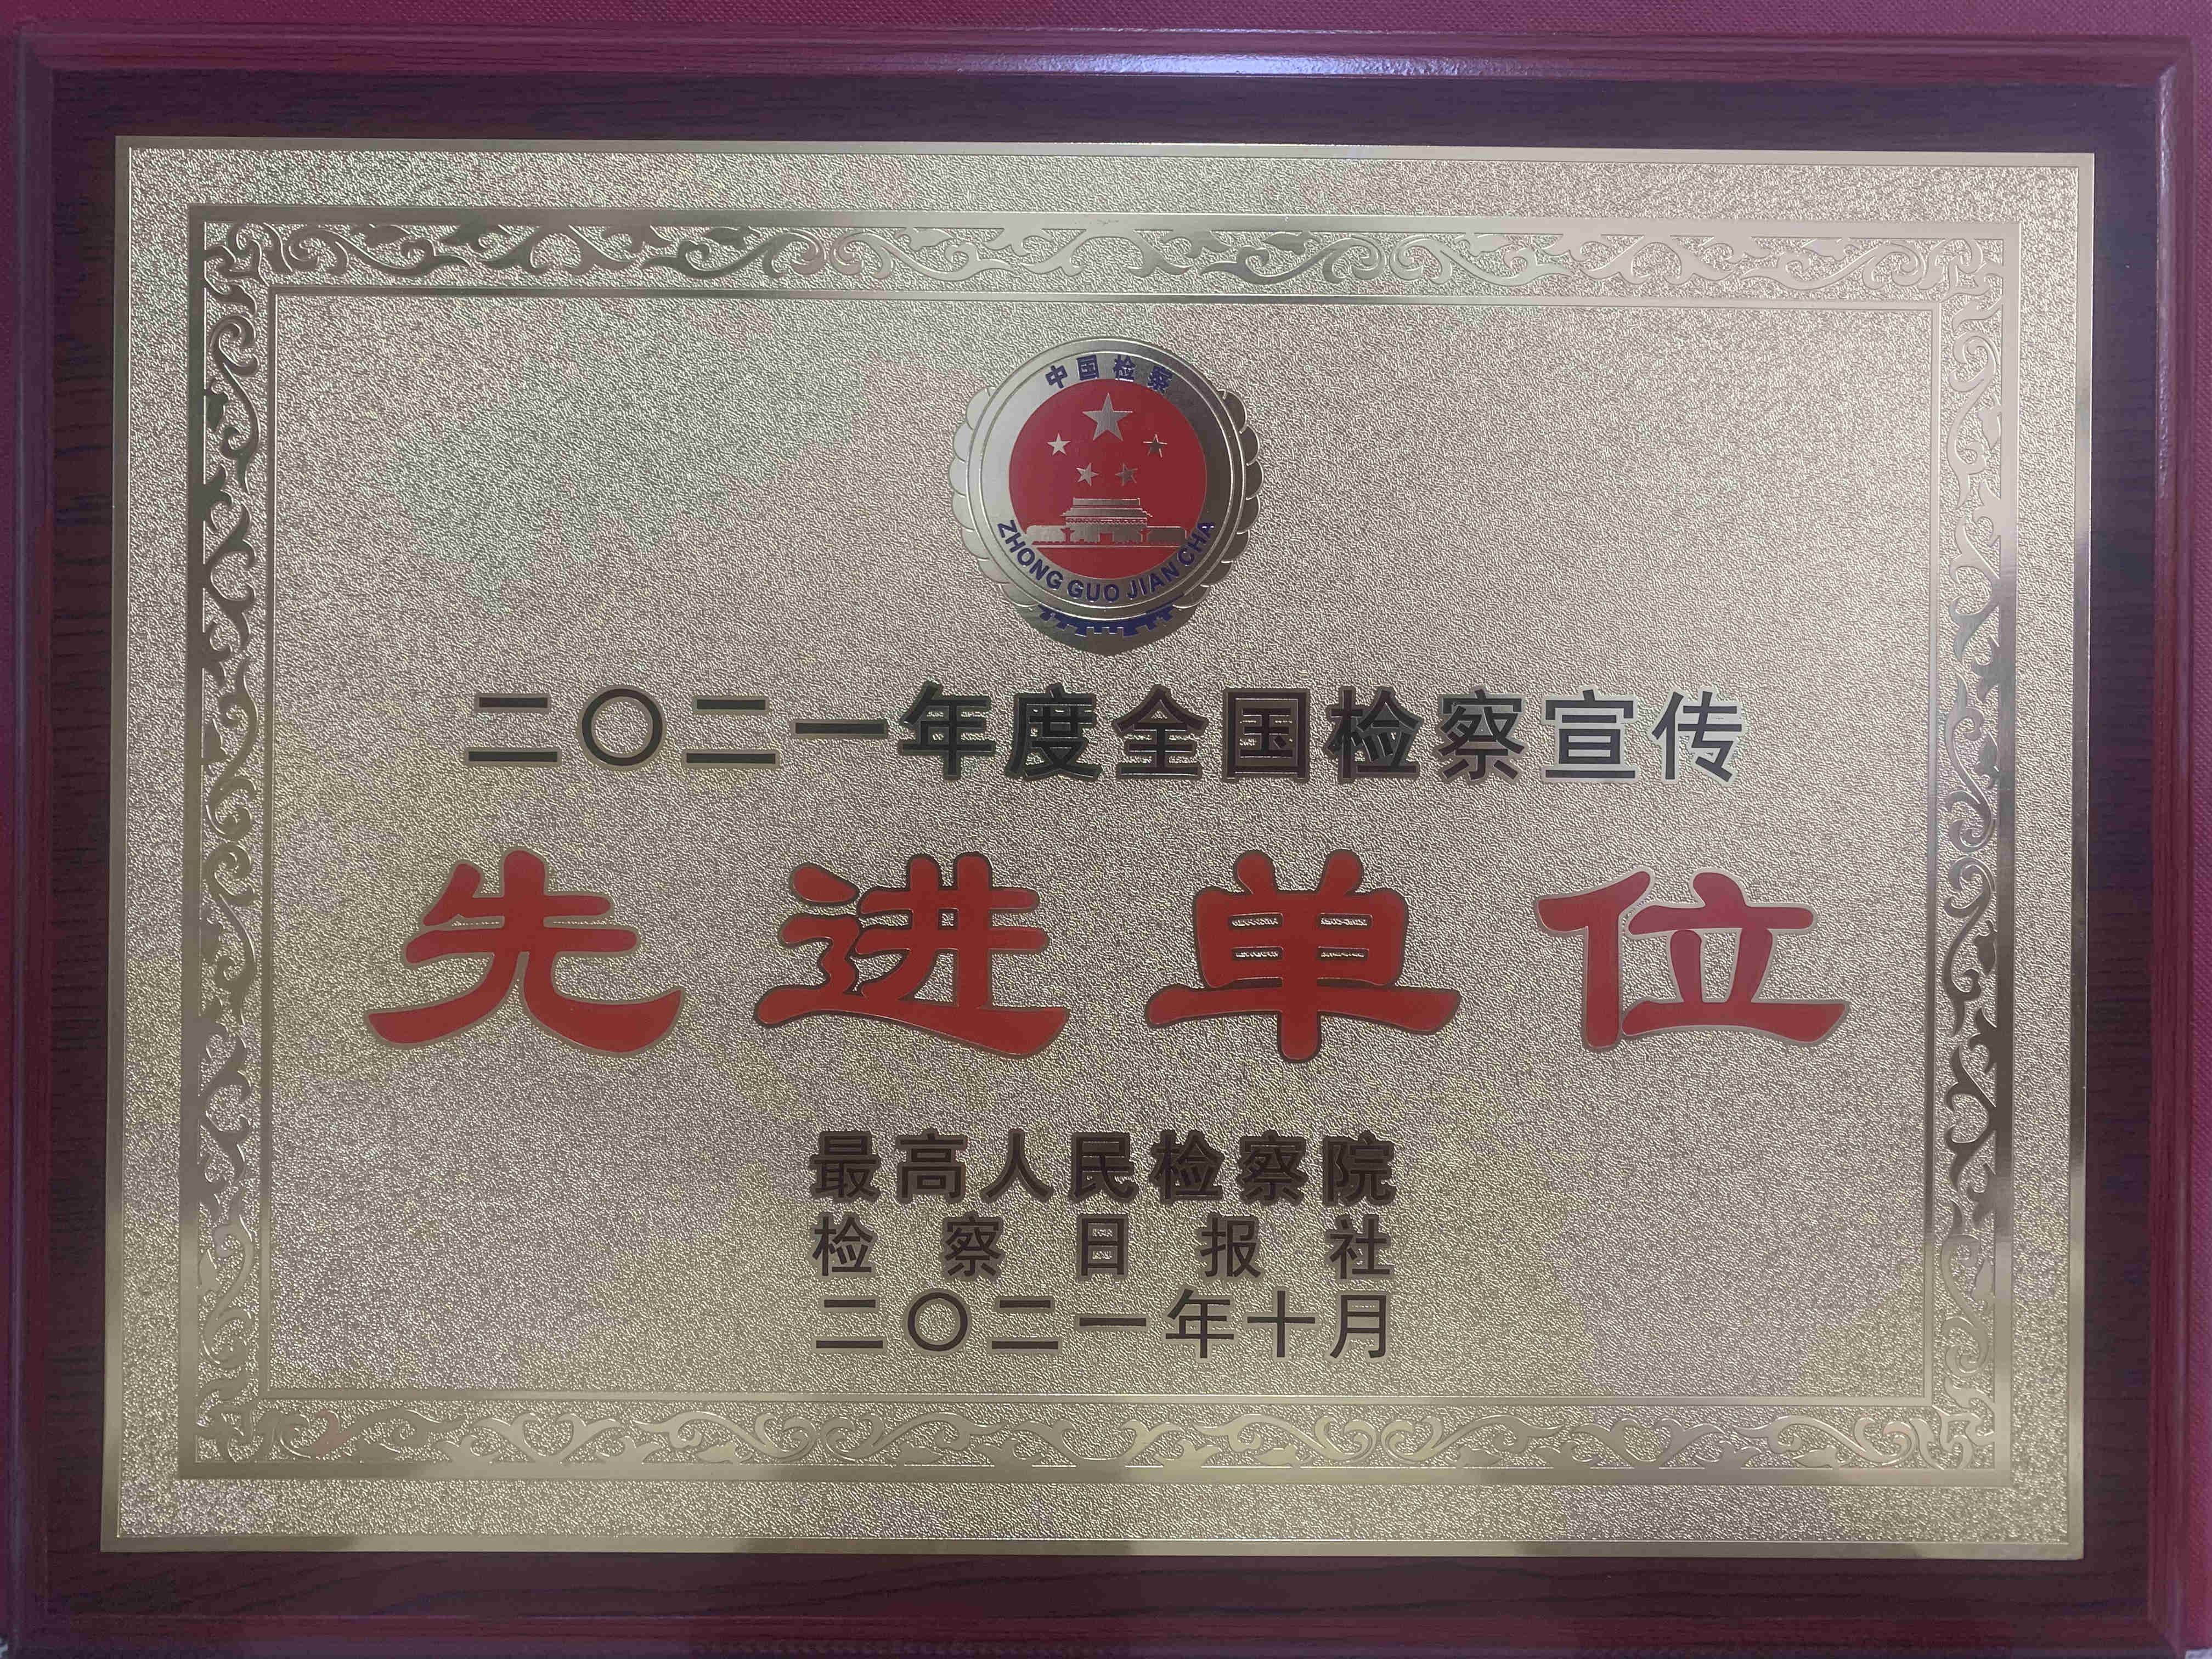 中国检察
ZHONG GUO JIAN CHA
二〇二一年度全国检察宣传
先进单位
最高人民检察院
检察日报社
二〇二一年十月